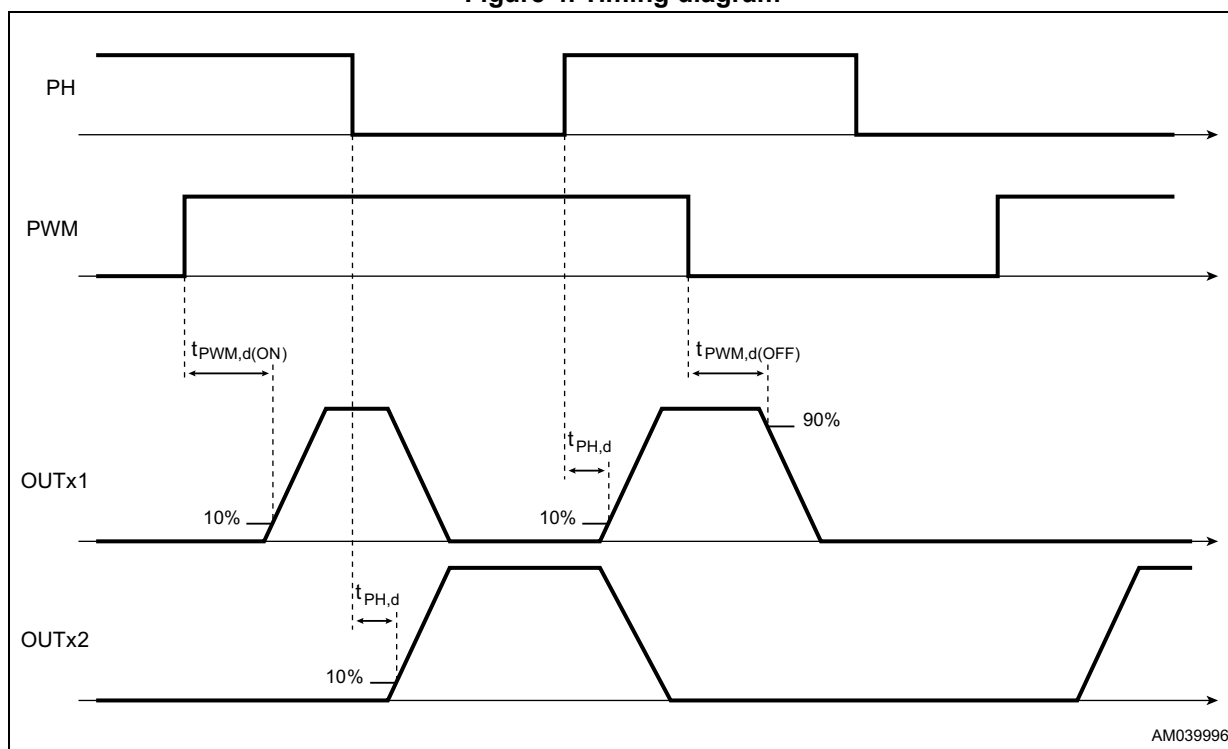 Figure 4. Timing diagram
PH
PWM
tPWM,d(ON)
tPWM,d(OFF)
90%
tPH,d
OUTx1
10%
10%
tPH,d
OUTx2
10%
AM039996